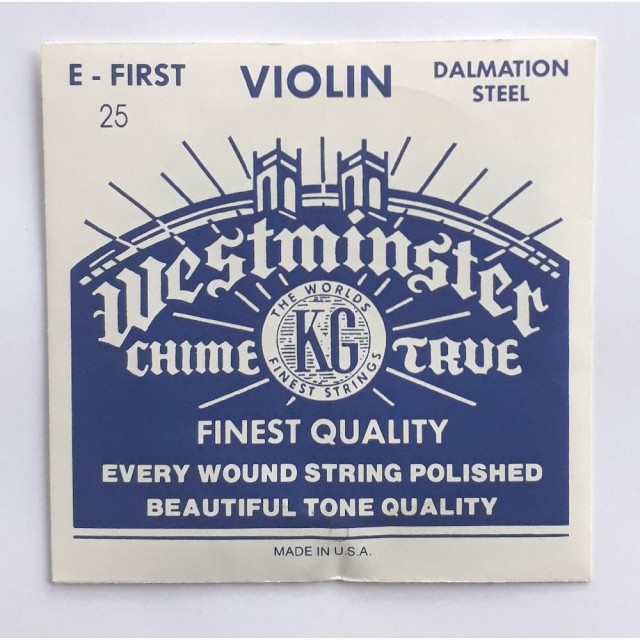 E - FIRST
25
VIOLIN
DALMATION
STEEL
Westminster
CHIME TRUE
THE WORLDS
KG
FINEST STRINGS
FINEST QUALITY
EVERY WOUND STRING POLISHED
BEAUTIFUL TONE QUALITY
MADE IN U.S.A.